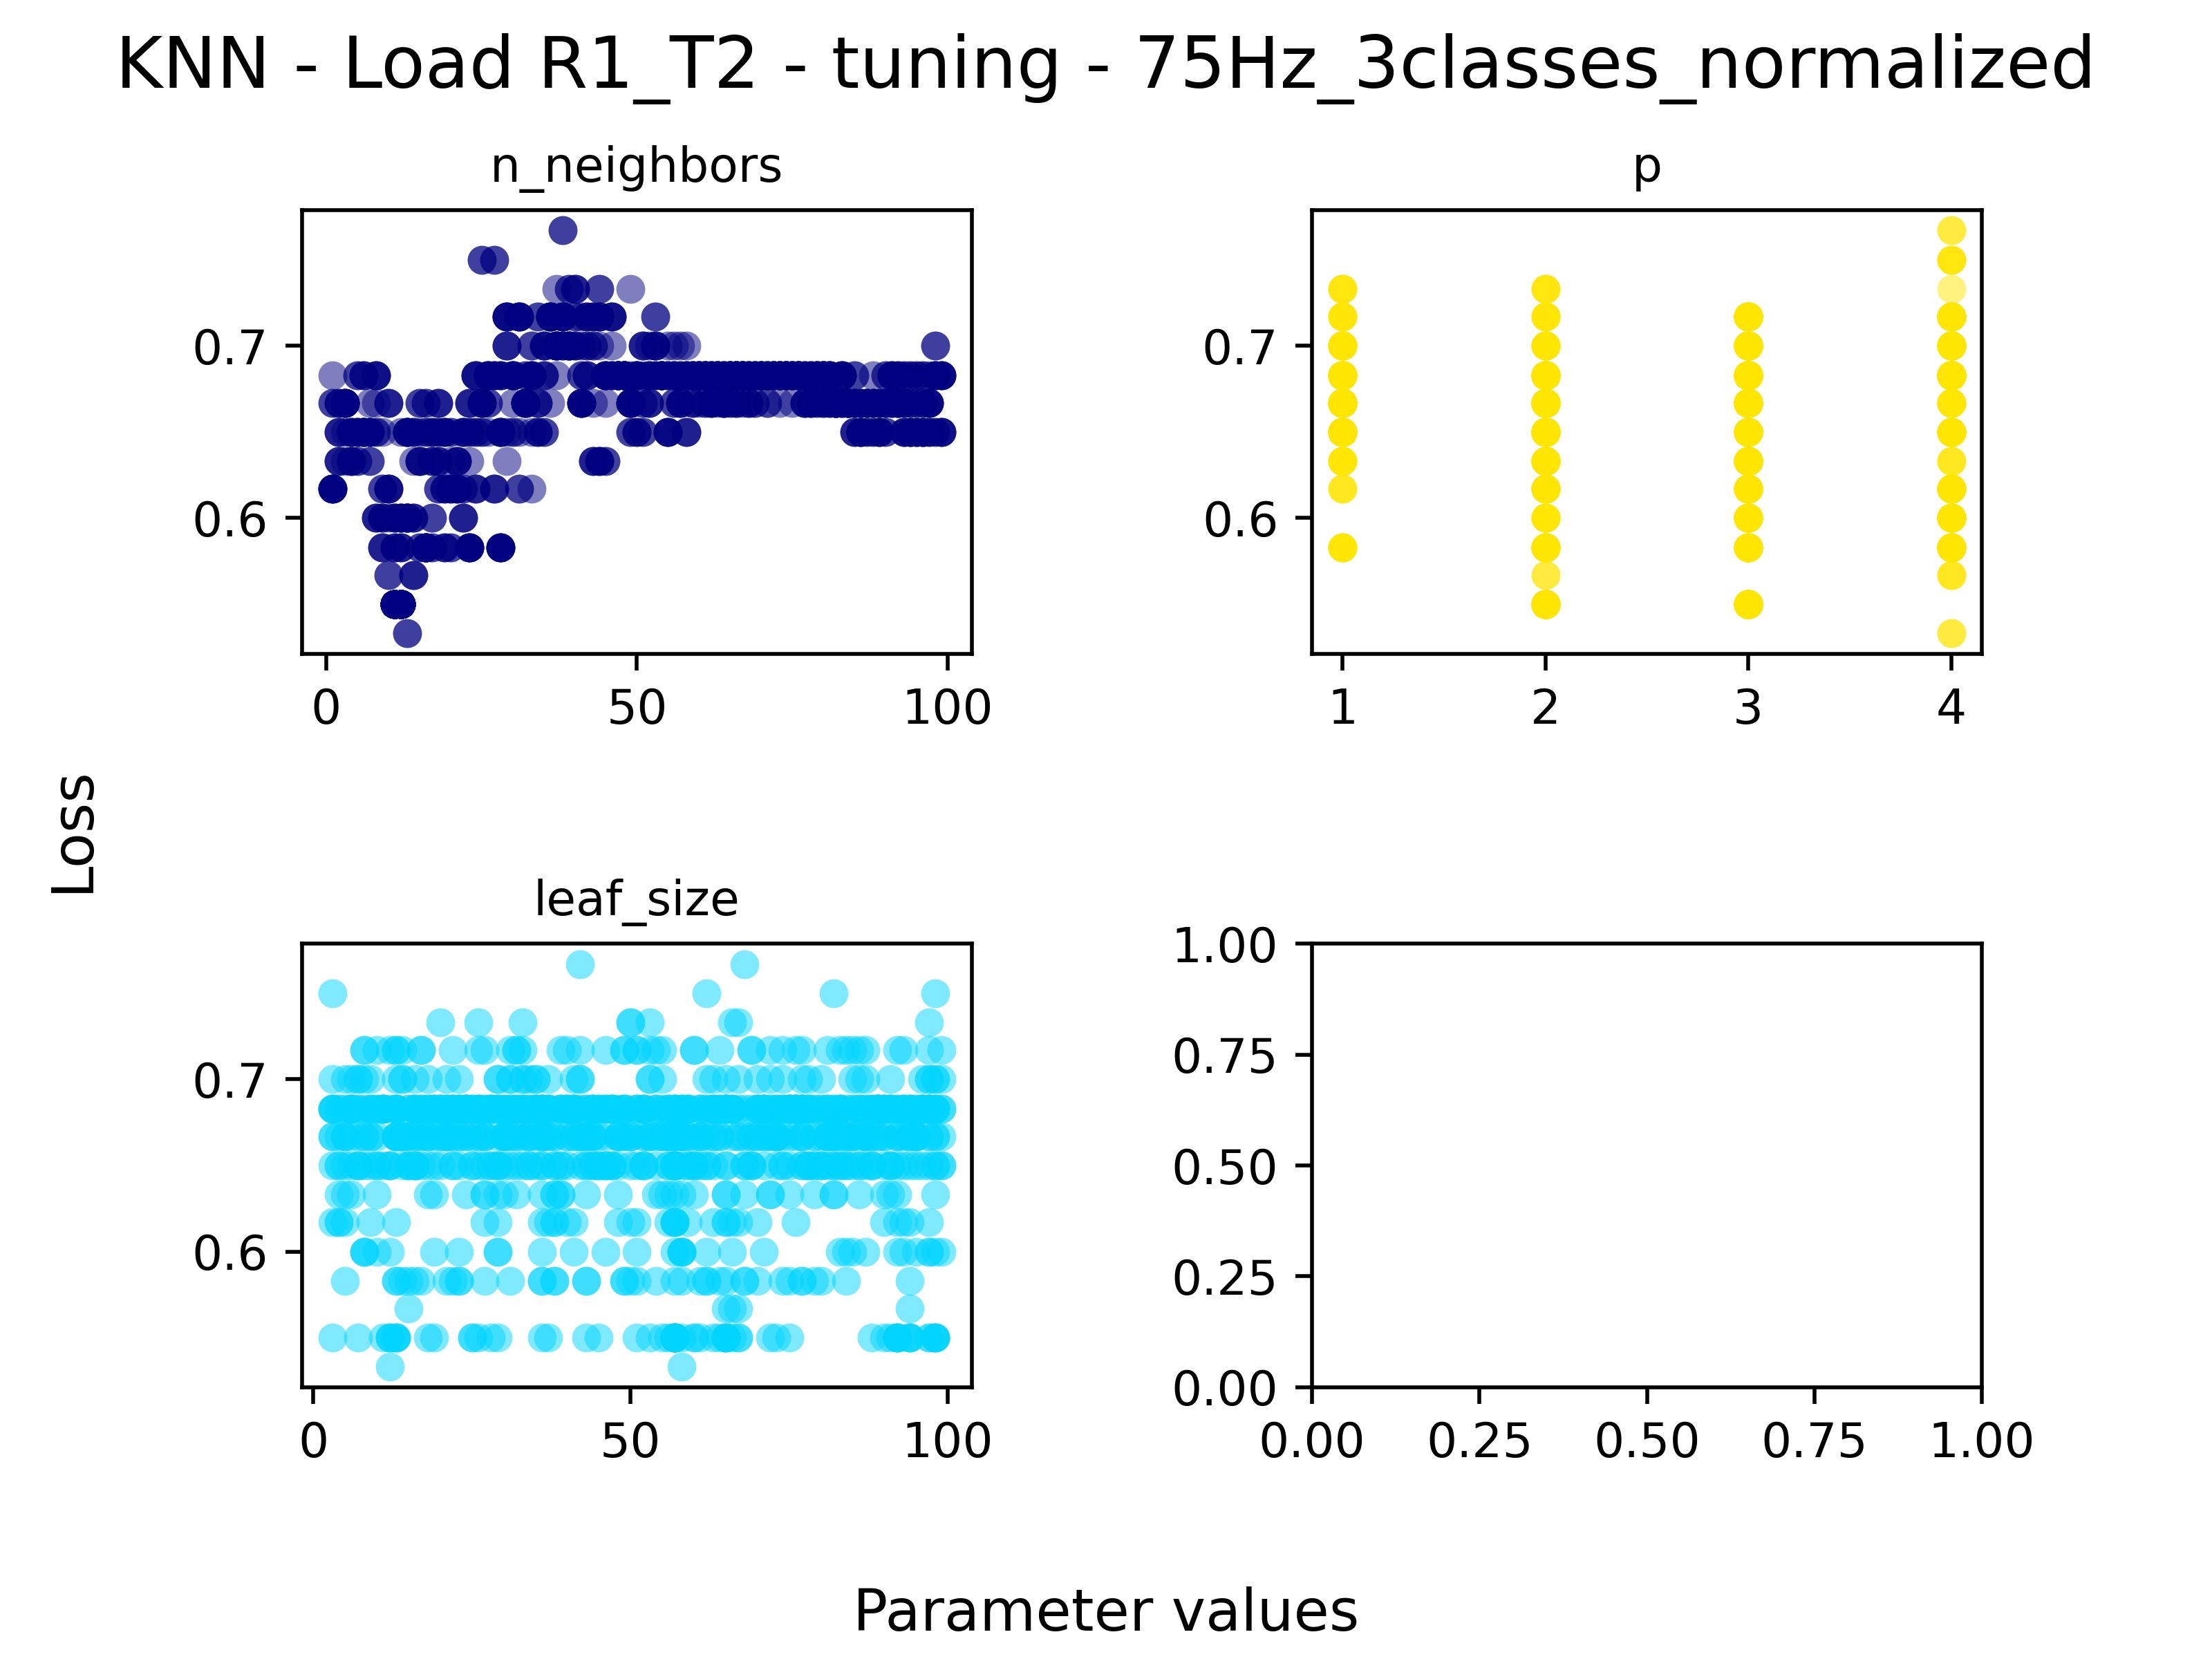 KNN - Load R1_T2 - tuning - 75Hz_3classes_normalized
n_neighbors
0.7
0.6
0 50 100
p
0.7
0.6
1 2 3 4
Loss
leaf_size
0.7
0.6
0 50 100
1.00
0.75
0.50
0.25
0.00
0.00 0.25 0.50 0.75 1.00
Parameter values